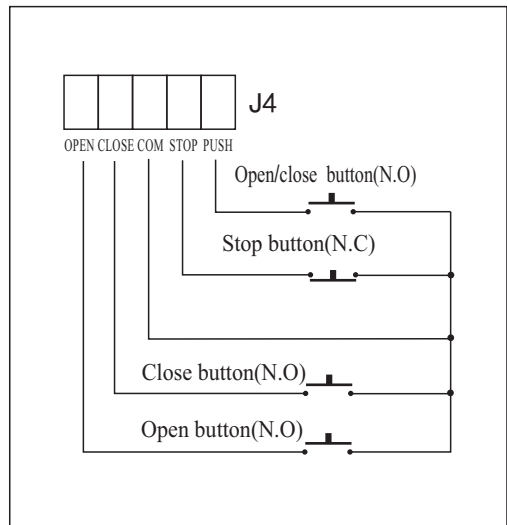 J4
OPEN CLOSE COM STOP PUSH
Open/close button(N.O)
Stop button(N.C)
Close button(N.O)
Open button(N.O)